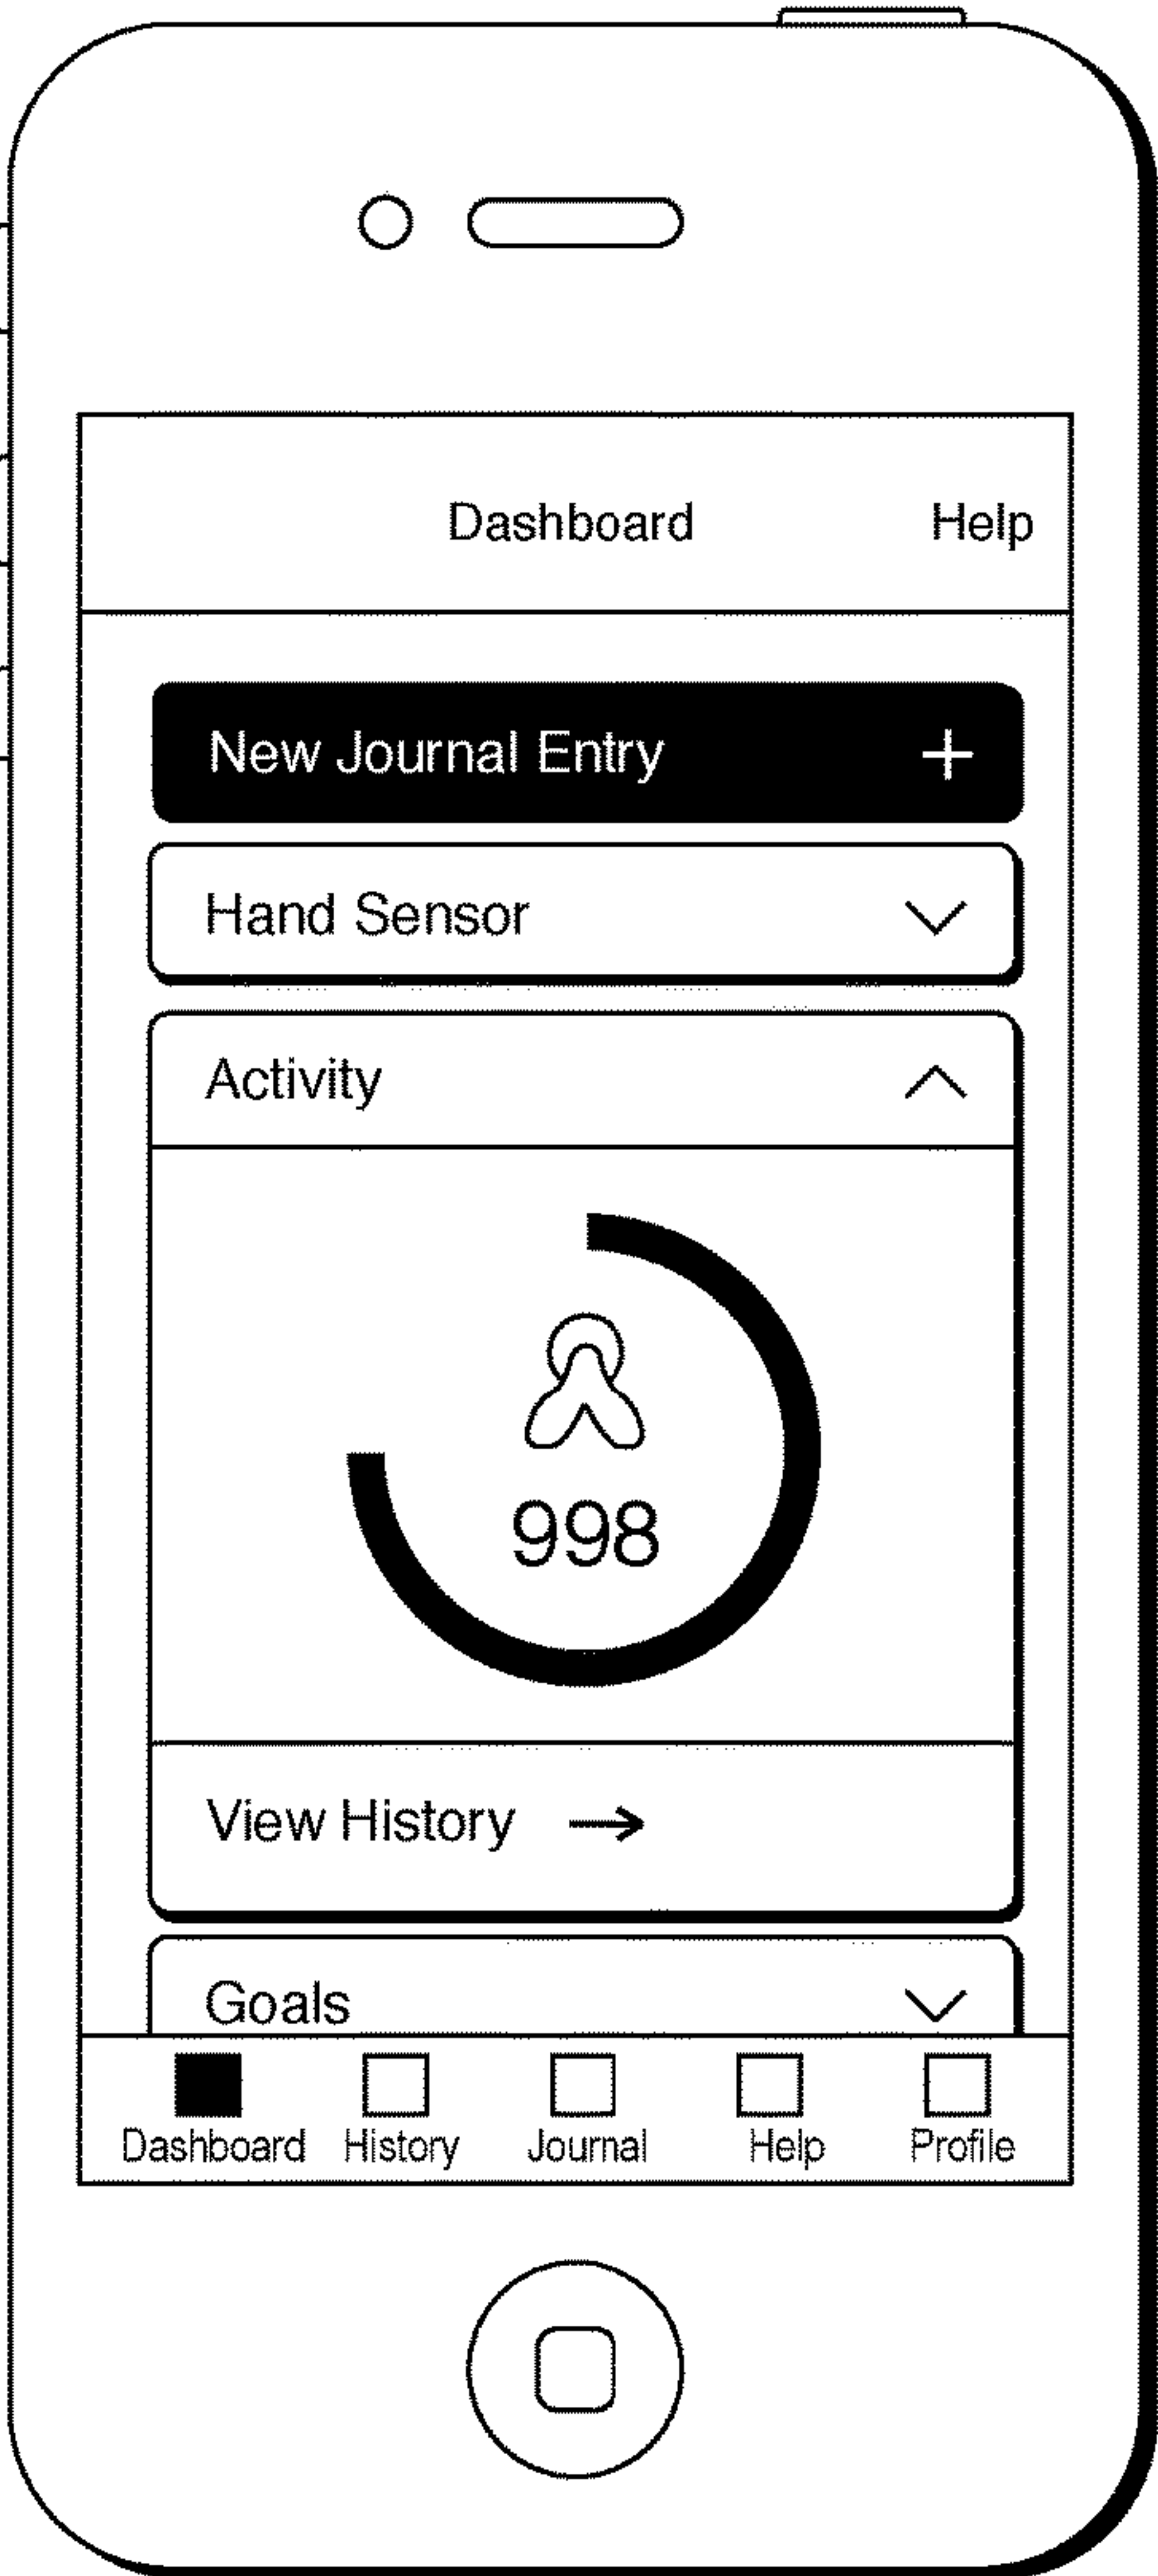 Dashboard Help
New Journal Entry +
Hand Sensor
Activity
998
View History →
Goals
Dashboard History Journal Help Profile